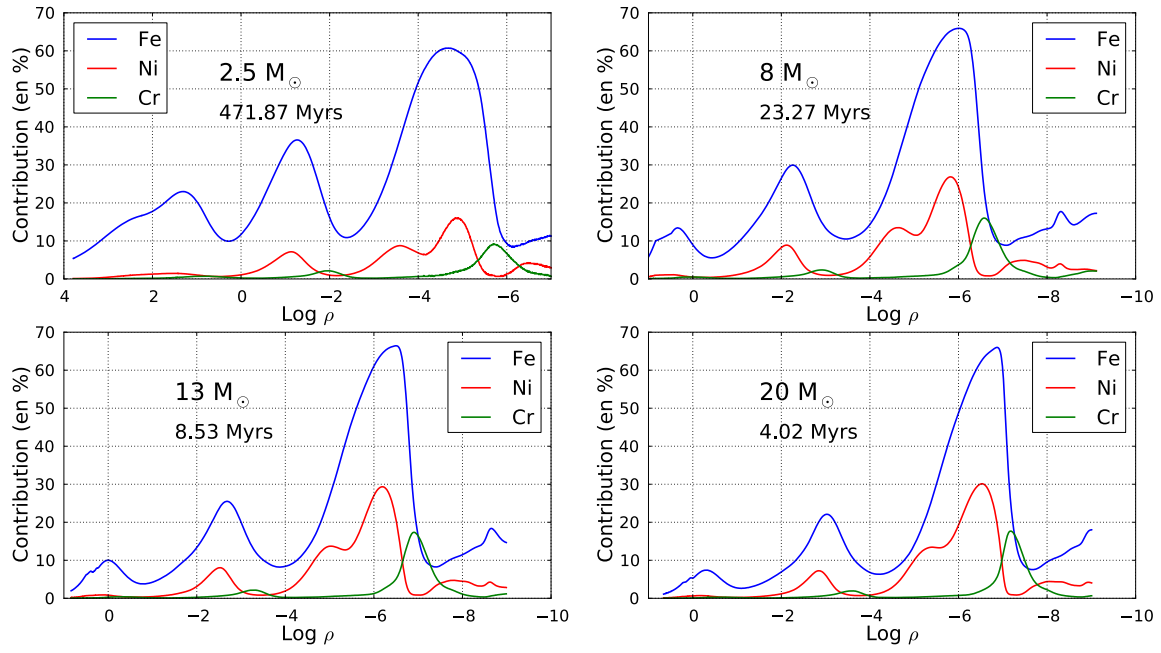 70
60
50
40
30
20
10
0
Contribution (en %)
Fe
Ni
Cr
2.5 M☉
471.87 Myrs
4 2 0 −2 −4 −6
Log ρ
70
60
50
40
30
20
10
0
Contribution (en %)
8 M☉
23.27 Myrs
Fe
Ni
Cr
0 −2 −4 −6 −8 −10
Log ρ
70
60
50
40
30
20
10
0
Contribution (en %)
13 M☉
8.53 Myrs
Fe
Ni
Cr
0 −2 −4 −6 −8
Log ρ
70
60
50
40
30
20
10
0
Contribution (en %)
20 M☉
4.02 Myrs
Fe
Ni
Cr
0 −2 −4 −6 −8 −10
Log ρ